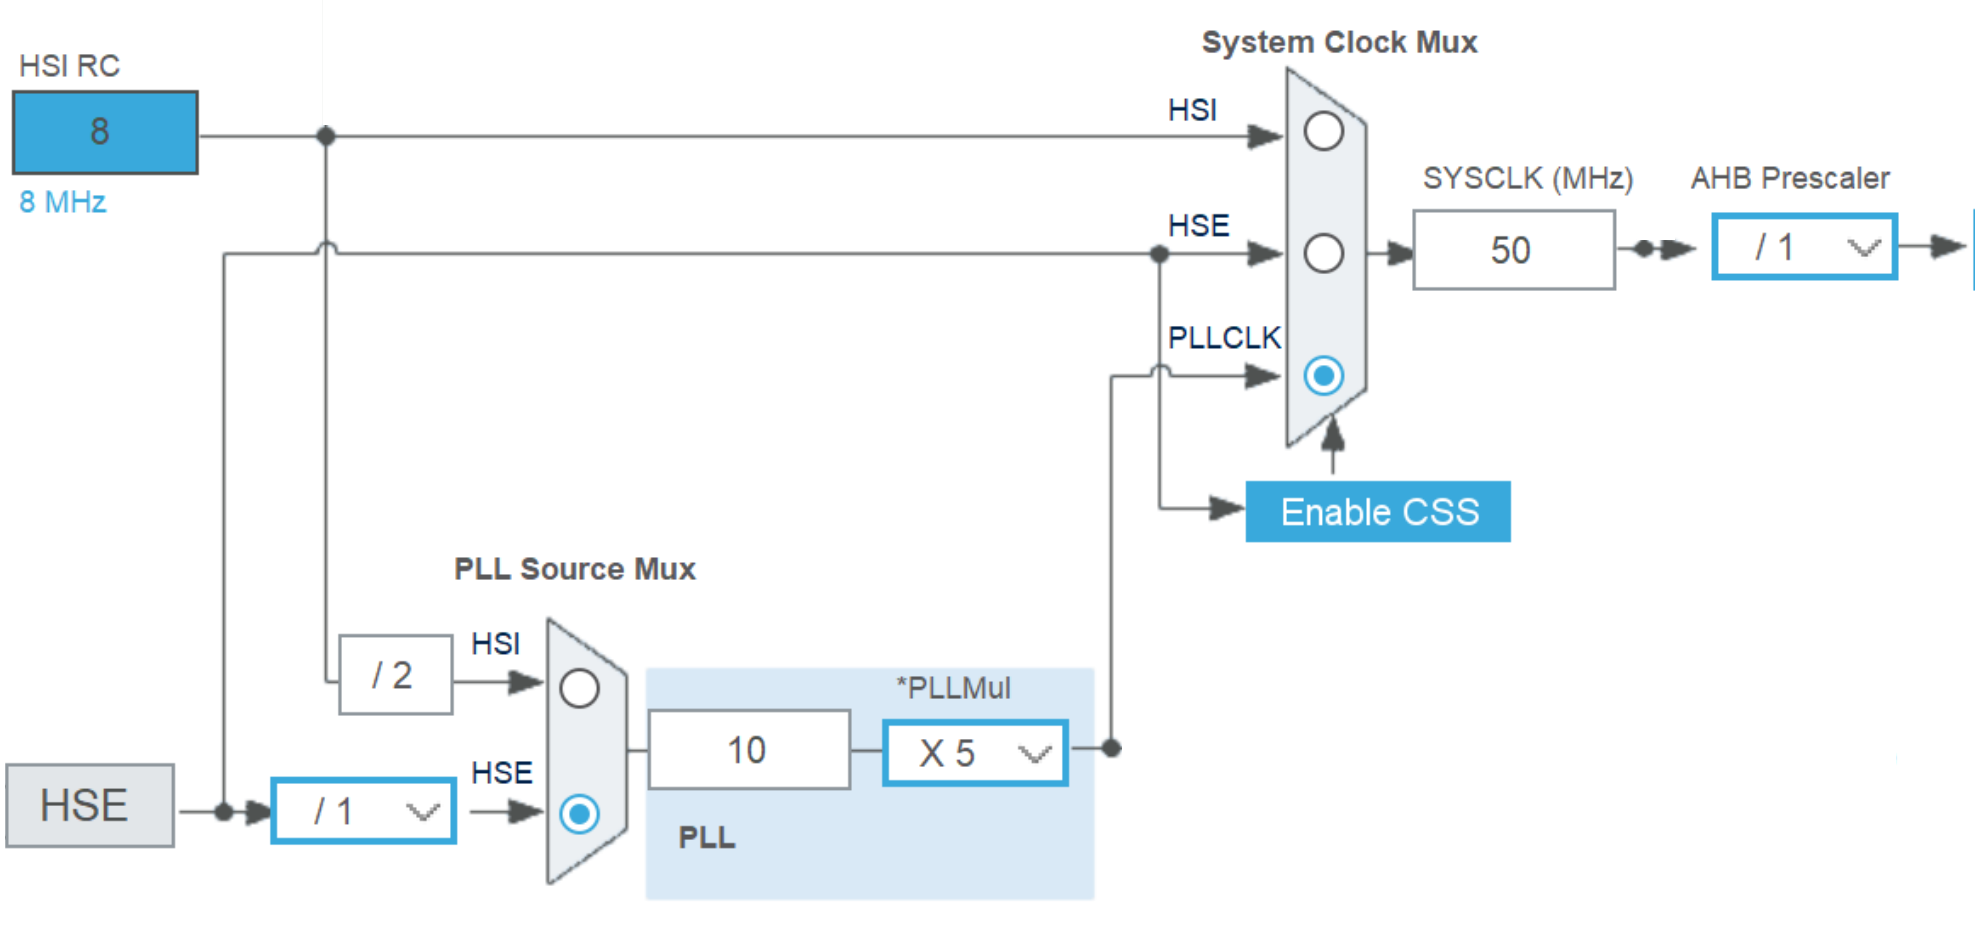 System Clock Mux
HSI RC
8
8 MHz
HSI
HSE
PLLCLK
SYSCLK (MHz)
50
AHB Prescaler
/ 1
Enable CSS
PLL Source Mux
/ 2
HSI
HSE
/ 1
HSE
10
*PLLMul
X 5
PLL